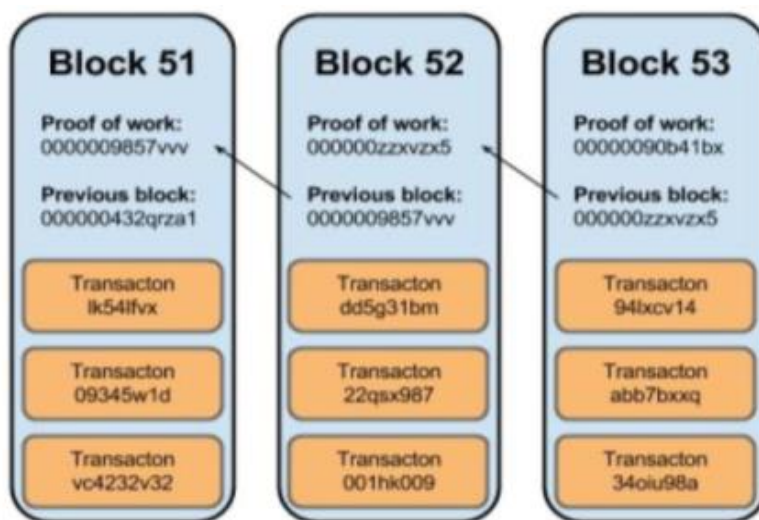 Block 51
Proof of work:
0000009857vvv
Previous block:
000000432qrza1
Transacton
lk54lfvx
Transacton
09345w1d
Transacton
vc4232v32
Block 52
Proof of work:
000000zzxvzx5
Previous block:
0000009857vvv
Transacton
dd5g31bm
Transacton
22qsx987
Transacton
001hk009
Block 53
Proof of work:
00000090b41bx
Previous block:
000000zzxvzx5
Transacton
94lxcv14
Transacton
abb7bxxq
Transacton
34oiu98a